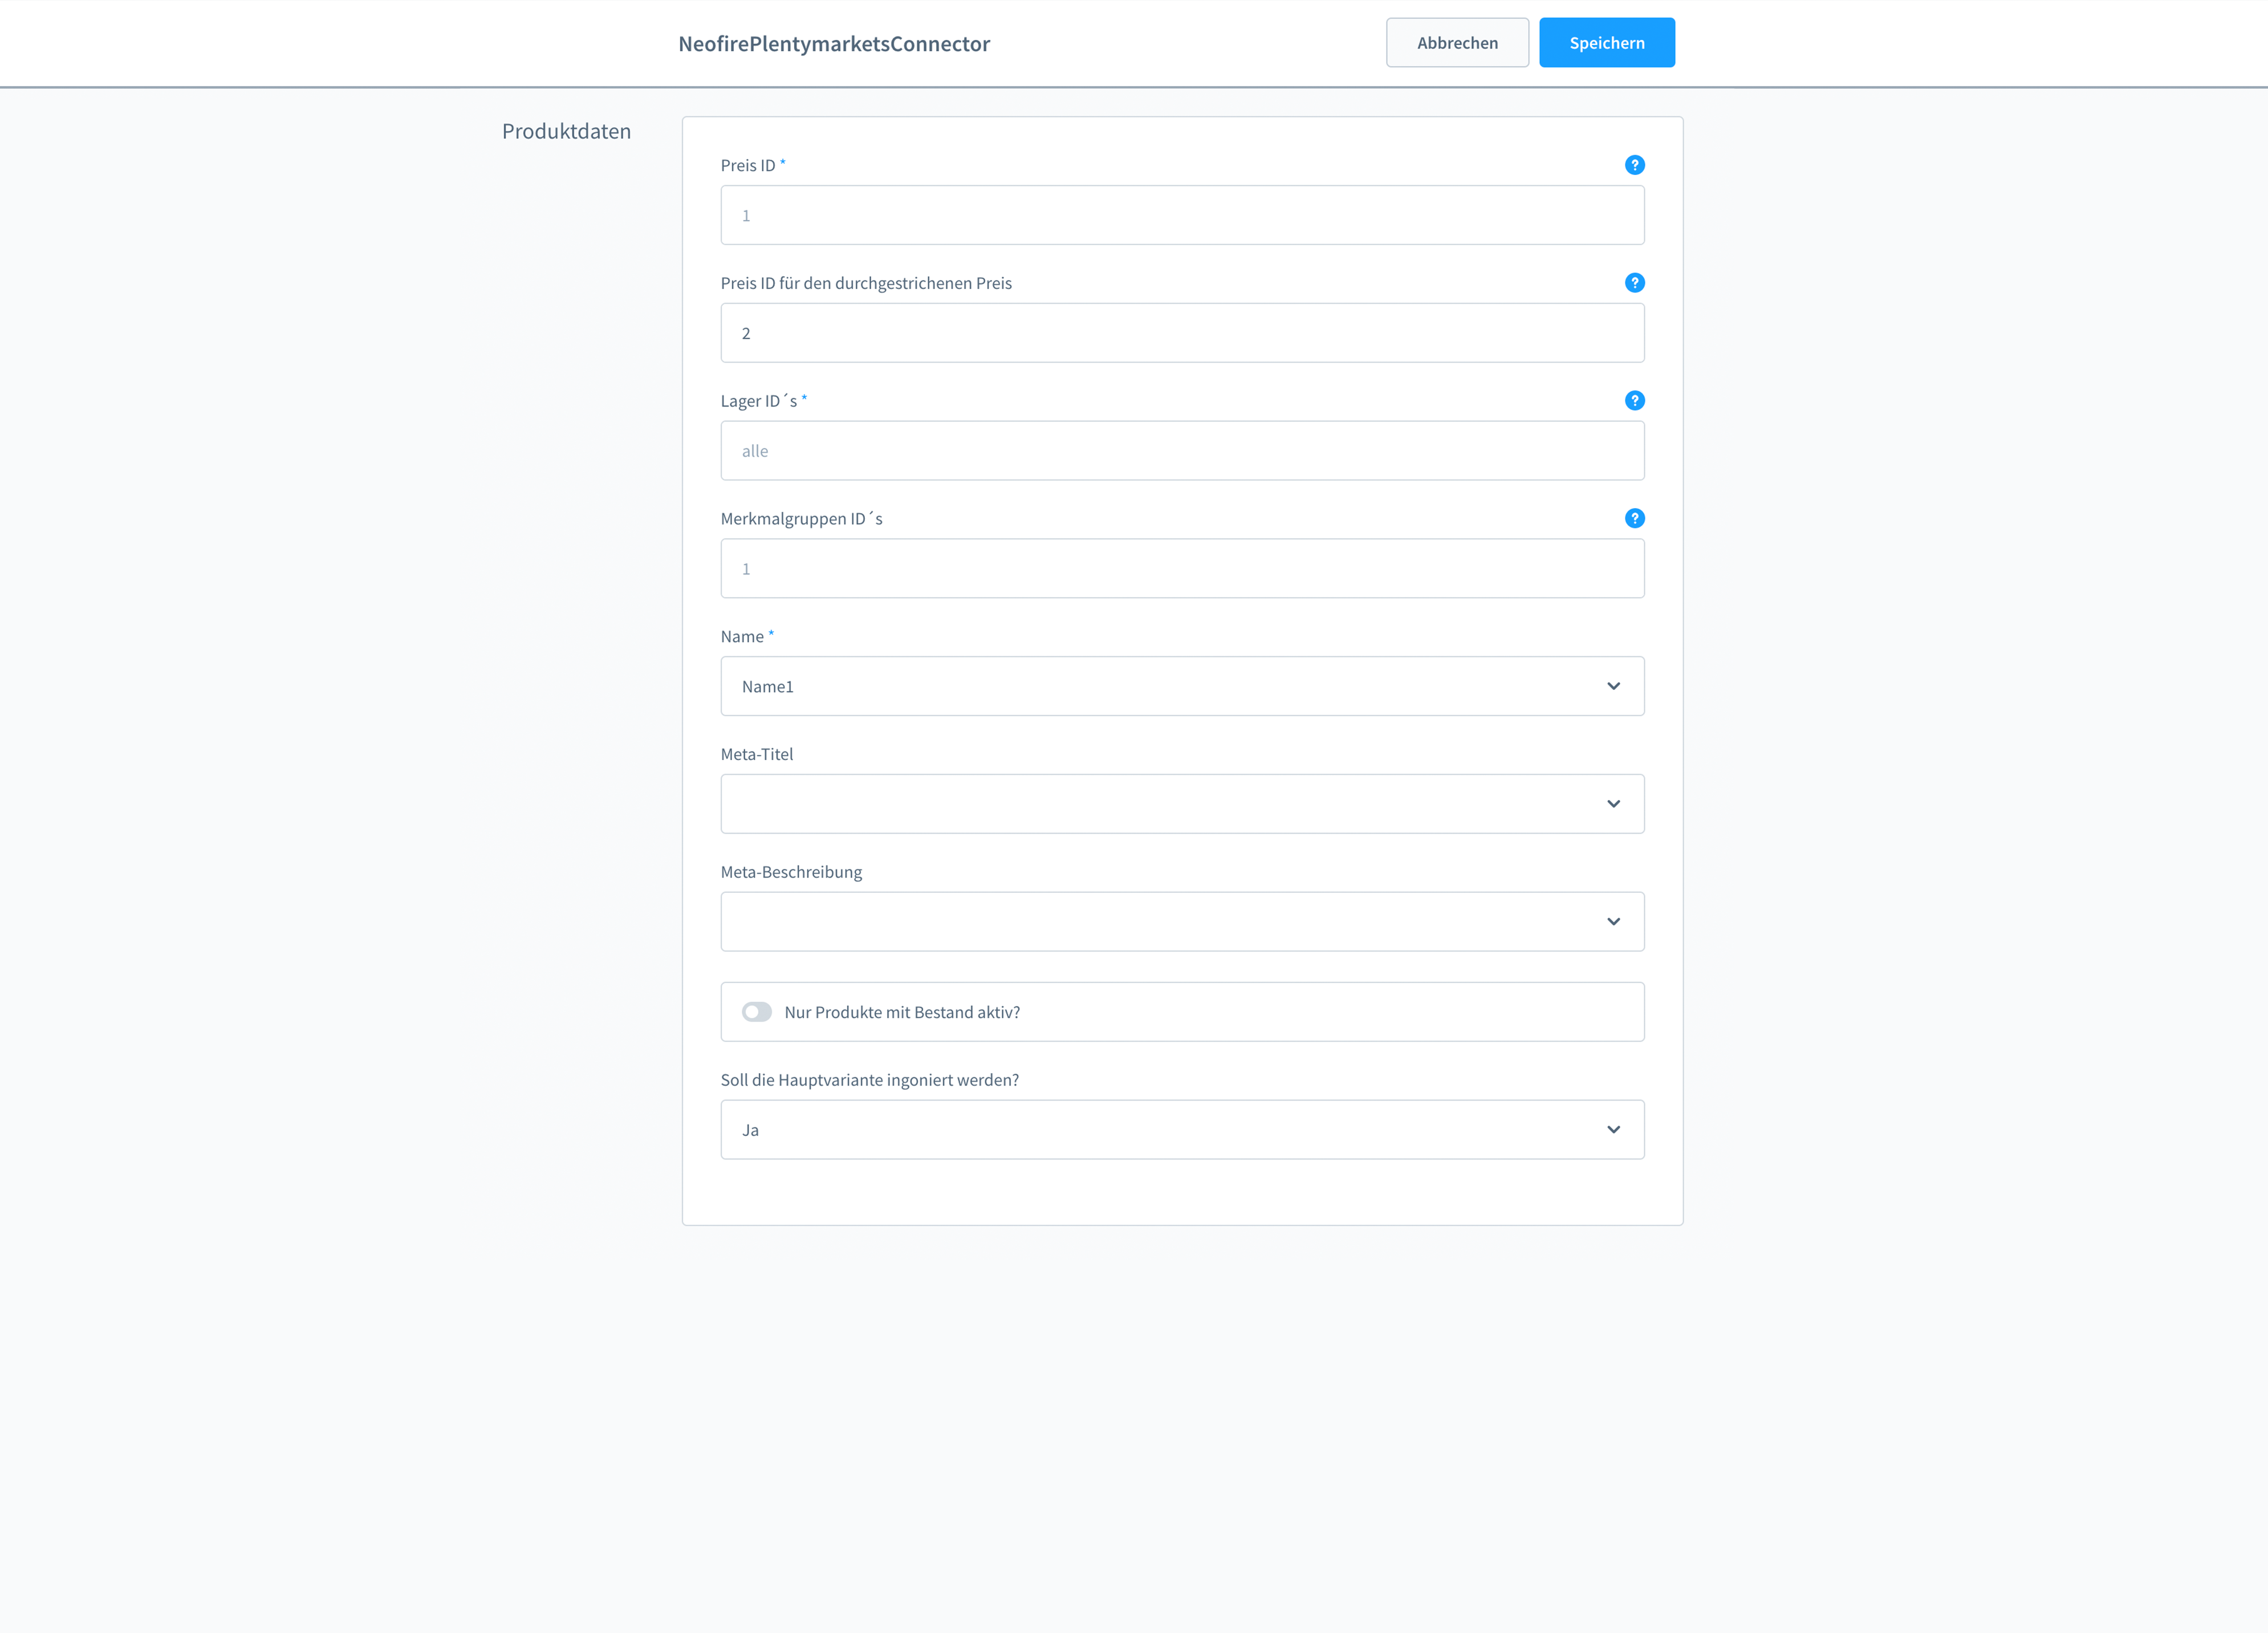 NeofirePlentymarketsConnector
Abbrechen
Speichern
Produktdaten
Preis ID *
?
1
Preis ID für den durchgestrichenen Preis
?
2
Lager ID´s *
?
alle
Merkmalgruppen ID´s
?
1
Name *
Name1
Meta-Titel
Meta-Beschreibung
Nur Produkte mit Bestand aktiv?
Soll die Hauptvariante ingoniert werden?
Ja